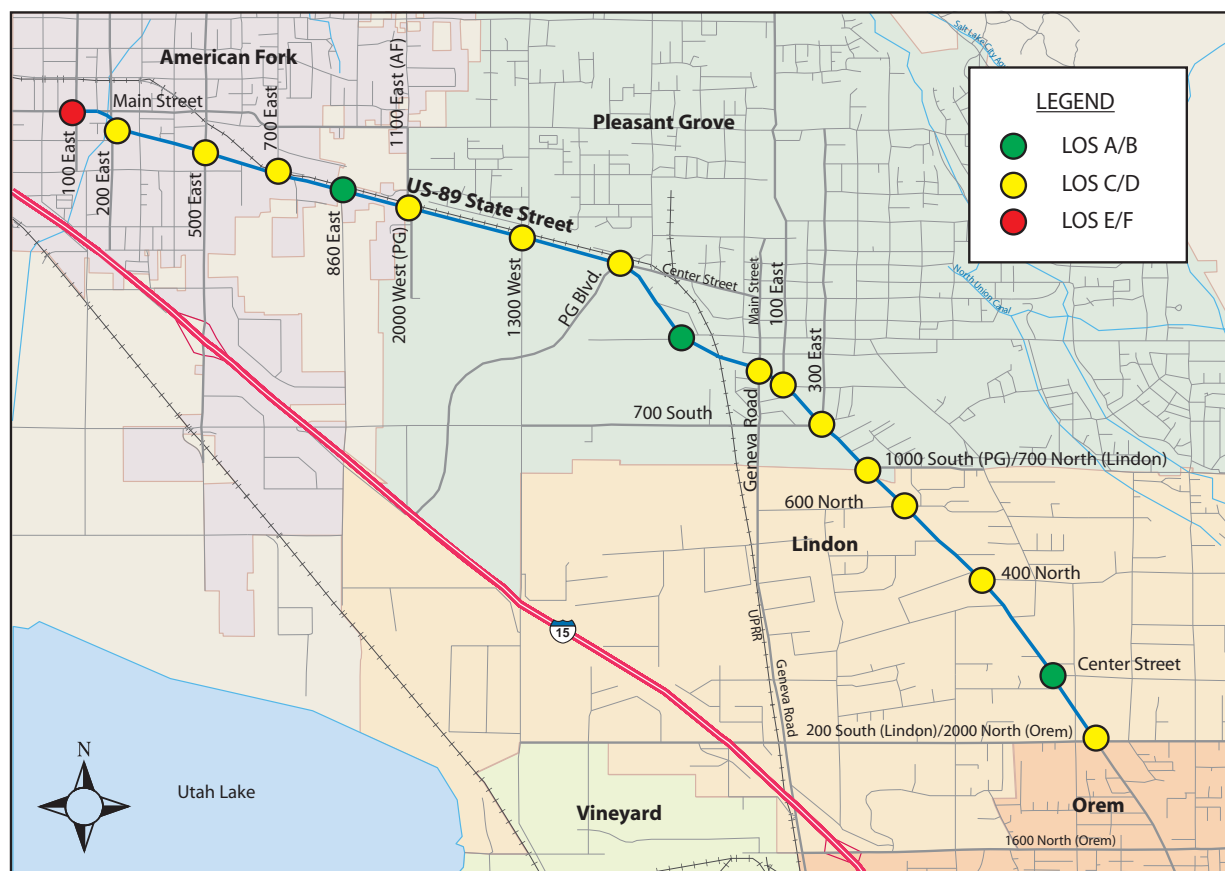 American Fork
Main Street
100 East
200 East
500 East
700 East
860 East
1100 East (AF)
2000 West (PG)
US-89 State Street
1300 West
Pleasant Grove
PG Blvd.
Center Street
Main Street
100 East
300 East
Salt Lake City Aq
North Union Canal
LEGEND
LOS A/B
LOS C/D
LOS E/F
700 South
Geneva Road
1000 South (PG)/700 North (Lindon)
600 North
Lindon
400 North
15
UPRR
Geneva Road
Center Street
200 South (Lindon)/2000 North (Orem)
N
Utah Lake
Vineyard
Orem
1600 North (Orem)